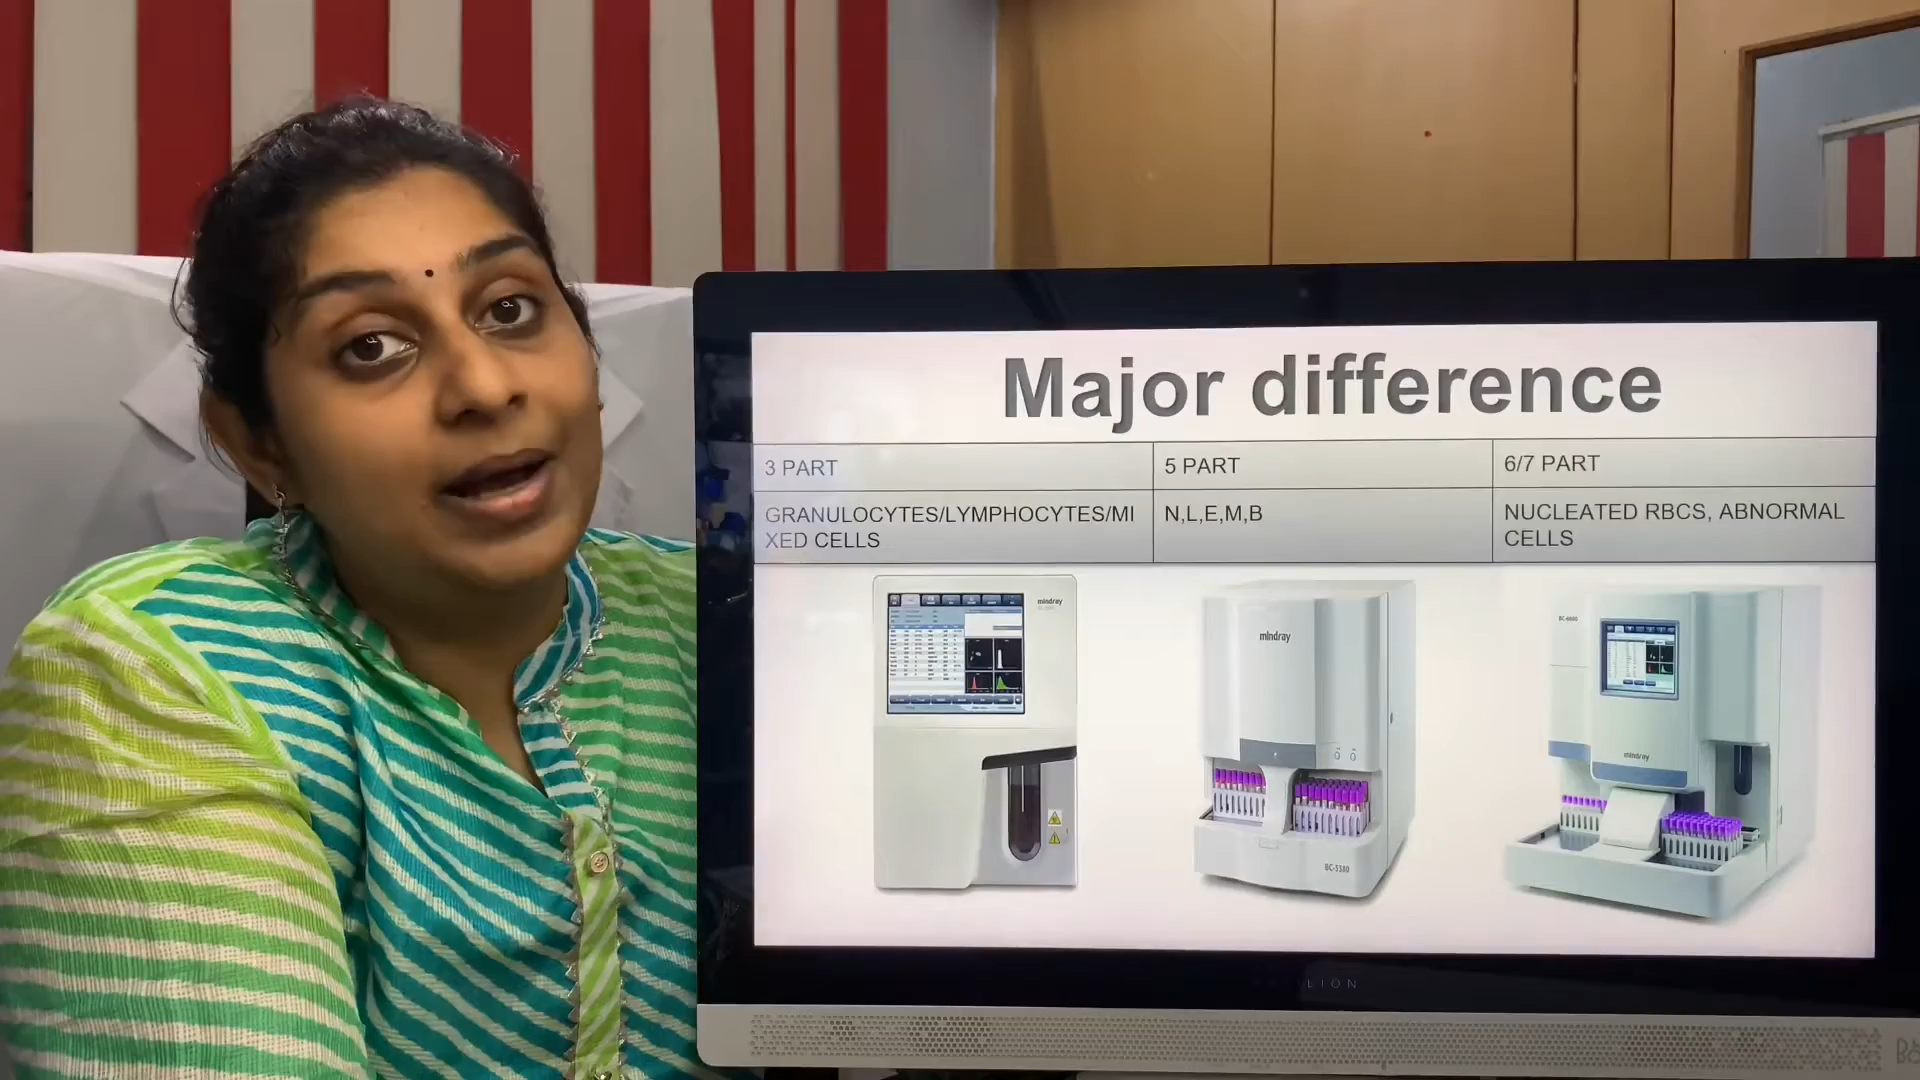 Major difference
3 PART
5 PART
6/7 PART
GRANULOCYTES/LYMPHOCYTES/MI
XED CELLS
N,L,E,M,B
NUCLEATED RBCS, ABNORMAL
CELLS
mindray
mindray
BC-6800
mindray